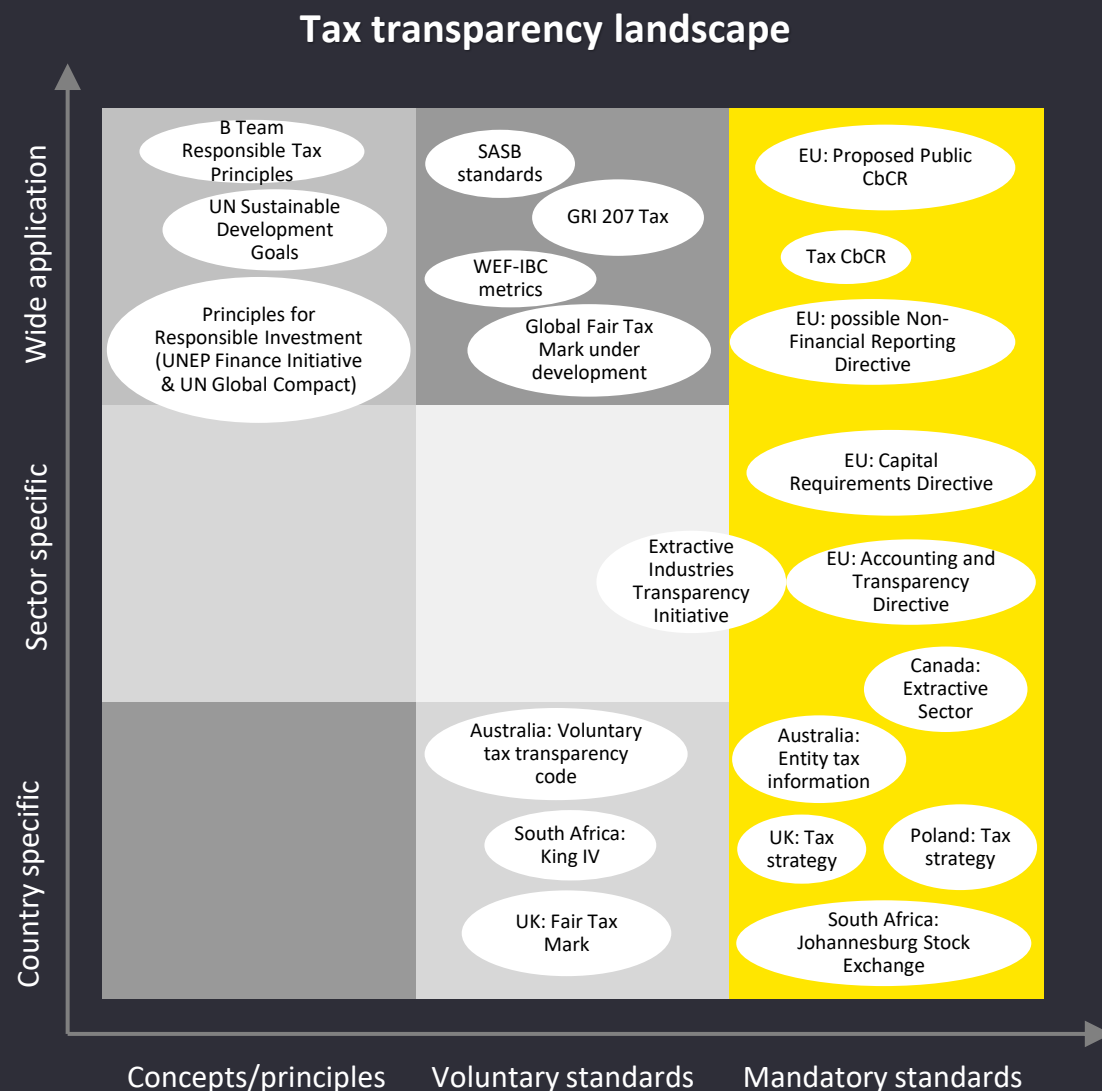 Tax transparency landscape
Wide application
Sector specific
Country specific
B Team
Responsible Tax
Principles
UN Sustainable
Development
Goals
Principles for
Responsible Investment
(UNEP Finance Initiative
& UN Global Compact)
SASB
standards
GRI 207 Tax
WEF-IBC
metrics
Global Fair Tax
Mark under
development
EU: Proposed Public
CbCR
Tax CbCR
EU: possible Non-
Financial Reporting
Directive
EU: Capital
Requirements Directive
Extractive
Industries
Transparency
Initiative
EU: Accounting and
Transparency
Directive
Canada:
Extractive
Sector
Australia: Voluntary
tax transparency
code
Australia:
Entity tax
information
South Africa:
King IV
UK: Tax
strategy
Poland: Tax
strategy
UK: Fair Tax
Mark
South Africa:
Johannesburg Stock
Exchange
Concepts/principles
Voluntary standards
Mandatory standards